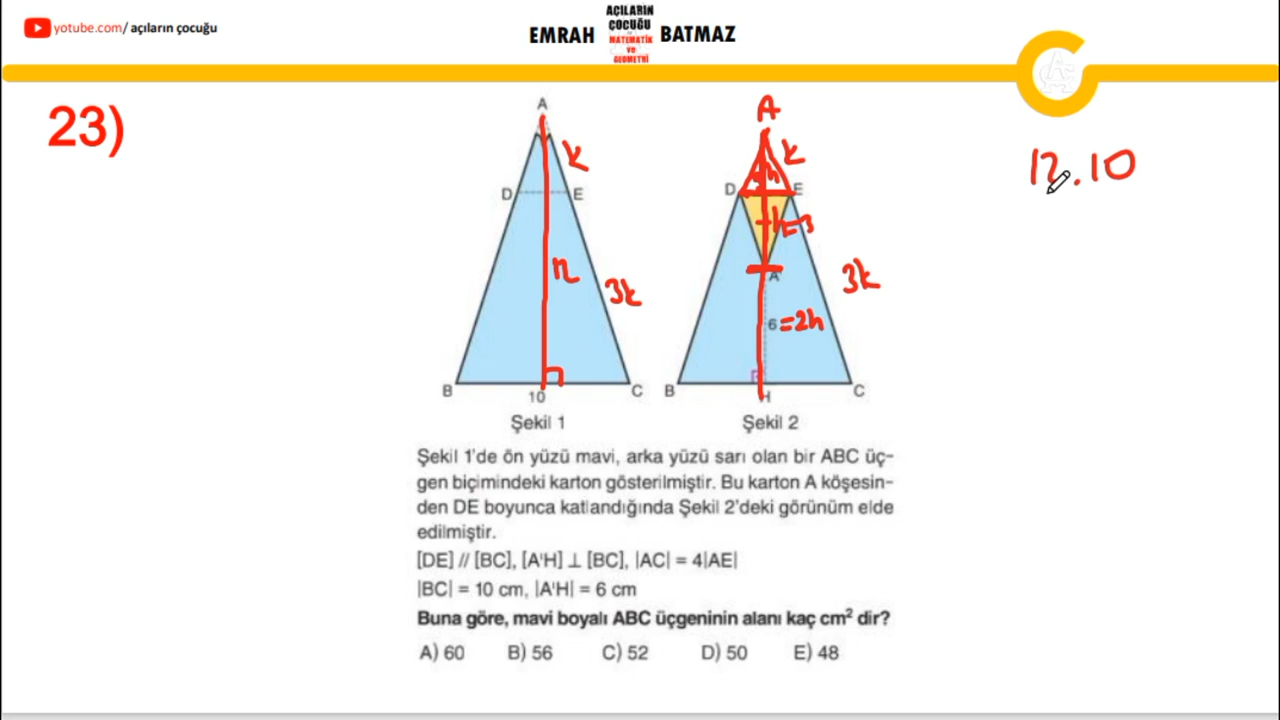 yotube.com/ açıların çocuğu
EMRAH
AÇILARIN
ÇOCUĞU
MATEMATİK
ve
GEOMETRİ
BATMAZ
23)
12.10
A
K
D
E
12
3k
B
10
C
Şekil 1
A
K
h
D
E
h=3
A'
3k
6=2h
B
H
C
Şekil 2
Şekil 1'de ön yüzü mavi, arka yüzü sarı olan bir ABC üç-
gen biçimindeki karton gösterilmiştir. Bu karton A köşesin-
den DE boyunca katlandığında Şekil 2'deki görünüm elde
edilmiştir.
[DE] // [BC], [A'H] ⊥ [BC], |AC| = 4|AE|
|BC| = 10 cm, |A'H| = 6 cm
Buna göre, mavi boyalı ABC üçgeninin alanı kaç cm² dir?
A) 60 B) 56 C) 52 D) 50 E) 48